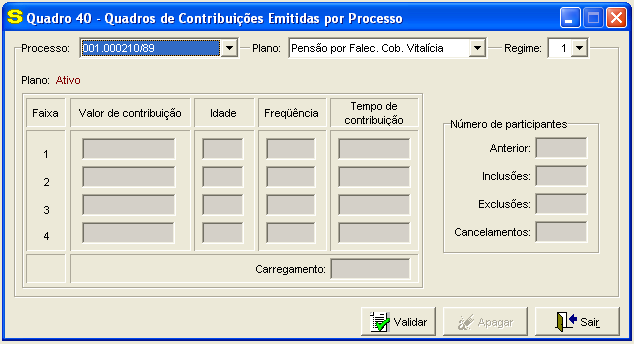 S Quadro 40 - Quadros de Contribuições Emitidas por Processo
Processo: 001.000210/89 Plano: Pensão por Falec. Cob. Vitalícia Regime: 1
Plano: Ativo
Faixa Valor de contribuição Idade Freqüência Tempo de contribuição
1
2
3
4
Carregamento:
Número de participantes
Anterior:
Inclusões:
Exclusões:
Cancelamentos:
Validar Apagar Sair